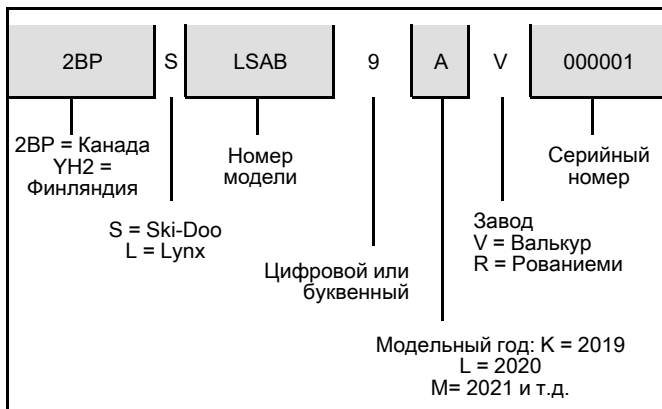 2BP S LSAB 9 A V 000001
2BP = Канада
YH2 =
Финляндия
Номер
модели
Серийный
номер
S = Ski-Doo
L = Lynx
Завод
V = Валькур
R = Рованиеми
Цифровой или
буквенный
Модельный год: K = 2019
L = 2020
M= 2021 и т.д.